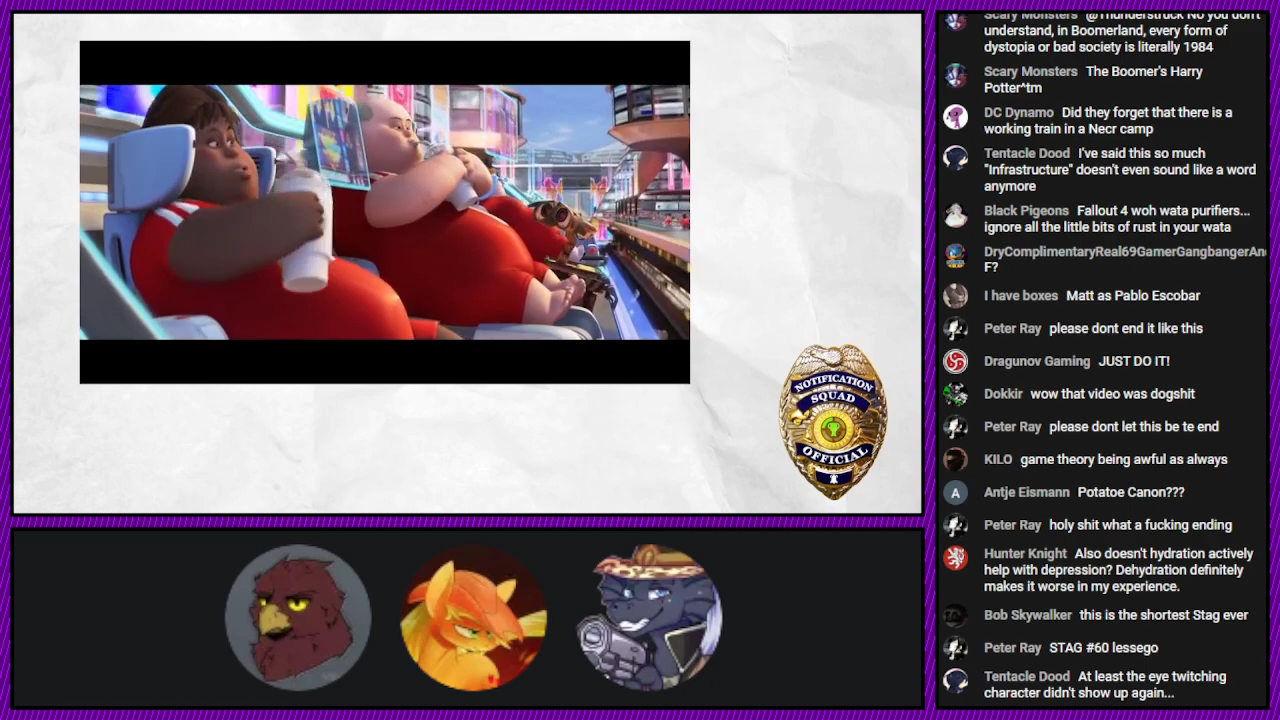 NOTIFICATION
SQUAD
OFFICIAL
Scary Monsters @Thunderstruck No you don't
understand, in Boomerland, every form of
dystopia or bad society is literally 1984
Scary Monsters The Boomer's Harry
Potter^tm
DC Dynamo Did they forget that there is a
working train in a Necr camp
Tentacle Dood I've said this so much
"Infrastructure" doesn't even sound like a word
anymore
Black Pigeons Fallout 4 woh wata purifiers...
ignore all the little bits of rust in your wata
DryComplimentaryReal69GamerGangbangerAn
F?
I have boxes Matt as Pablo Escobar
Peter Ray please dont end it like this
Dragunov Gaming JUST DO IT!
Dokkir wow that video was dogshit
Peter Ray please dont let this be te end
KILO game theory being awful as always
A Antje Eismann Potatoe Canon???
Peter Ray holy shit what a fucking ending
Hunter Knight Also doesn't hydration actively
help with depression? Dehydration definitely
makes it worse in my experience.
Bob Skywalker this is the shortest Stag ever
Peter Ray STAG #60 lessego
Tentacle Dood At least the eye twitching
character didn't show up again...